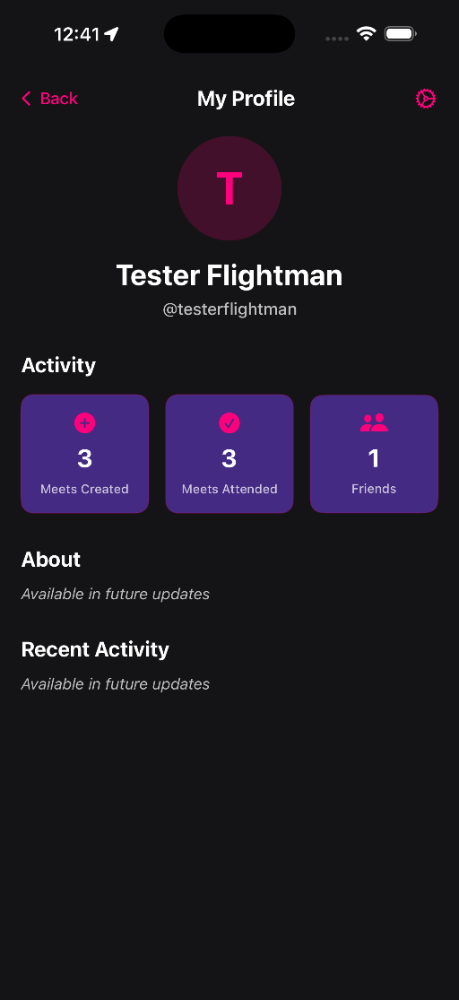 12:41
Back
My Profile
T
Tester Flightman
@testerflightman
Activity
3
Meets Created
3
Meets Attended
1
Friends
About
Available in future updates
Recent Activity
Available in future updates